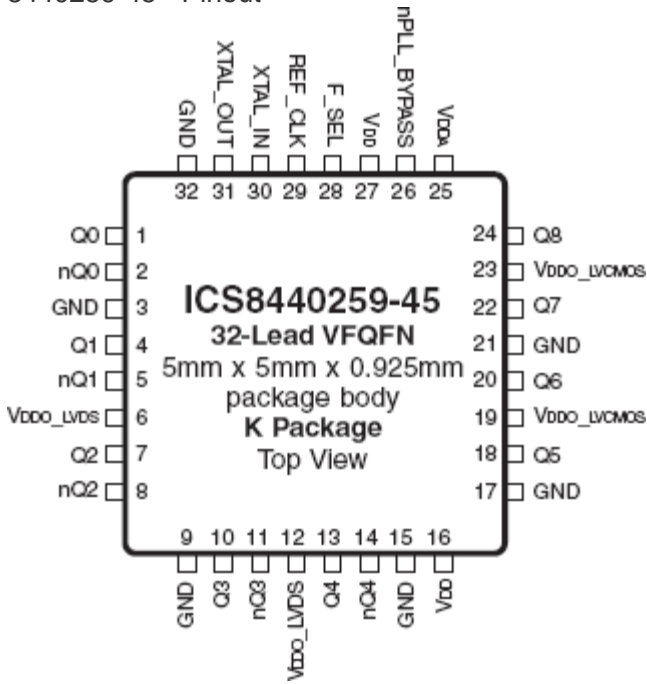 nPLL_BYPASS
XTAL_OUT
XTAL_IN
REF_CLK
F_SEL
GND
VDD
VDDA
32 31 30 29 28 27 26 25
Q0 1
nQ0 2
GND 3
Q1 4
nQ1 5
VDDO_LVDS 6
Q2 7
nQ2 8
24 Q8
23 VDDO_LVCMOS
22 Q7
21 GND
20 Q6
19 VDDO_LVCMOS
18 Q5
17 GND
ICS8440259-45
32-Lead VFQFN
5mm x 5mm x 0.925mm
package body
K Package
Top View
9 10 11 12 13 14 15 16
GND
Q3
nQ3
VDDO_LVDS
Q4
nQ4
GND
VDD